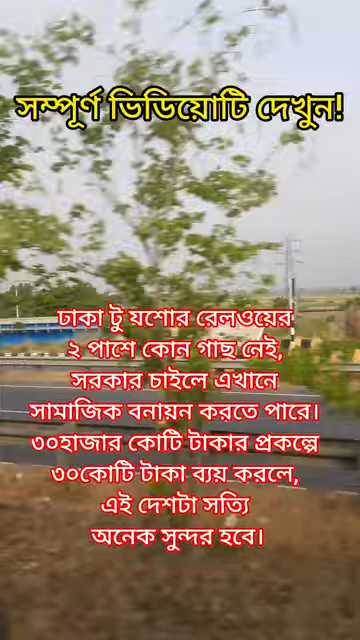 সম্পূর্ণ ভিডিয়োটি দেখুন!
ঢাকা টু যশোর রেলওয়ের
২ পাশে কোন গাছ নেই,
সরকার চাইলে এখানে
সামাজিক বনায়ন করতে পারে।
৩০হাজার কোটি টাকার প্রকল্পে
৩০কোটি টাকা ব্যয় করলে,
এই দেশটা সত্যি
অনেক সুন্দর হবে।